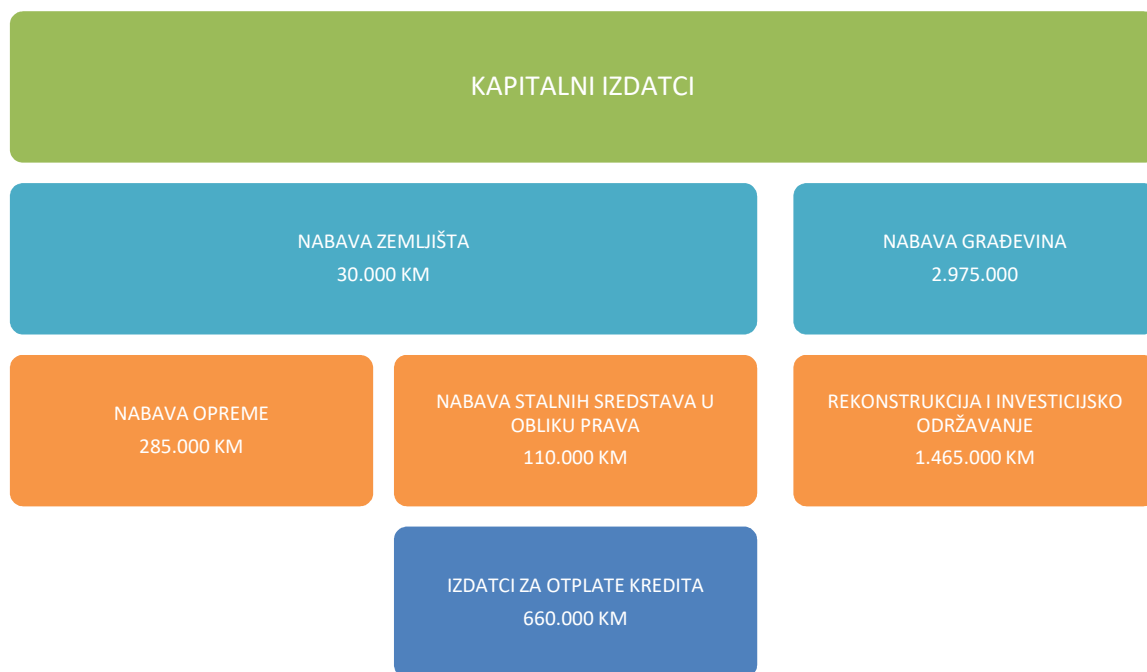 KAPITALNI IZDATCI
NABAVA ZEMLJIŠTA
30.000 KM
NABAVA GRAĐEVINA
2.975.000
NABAVA OPREME
285.000 KM
NABAVA STALNIH SREDSTAVA U
OBLIKU PRAVA
110.000 KM
REKONSTRUKCIJA I INVESTICIJSKO
ODRŽAVANJE
1.465.000 KM
IZDATCI ZA OTPLATE KREDITA
660.000 KM